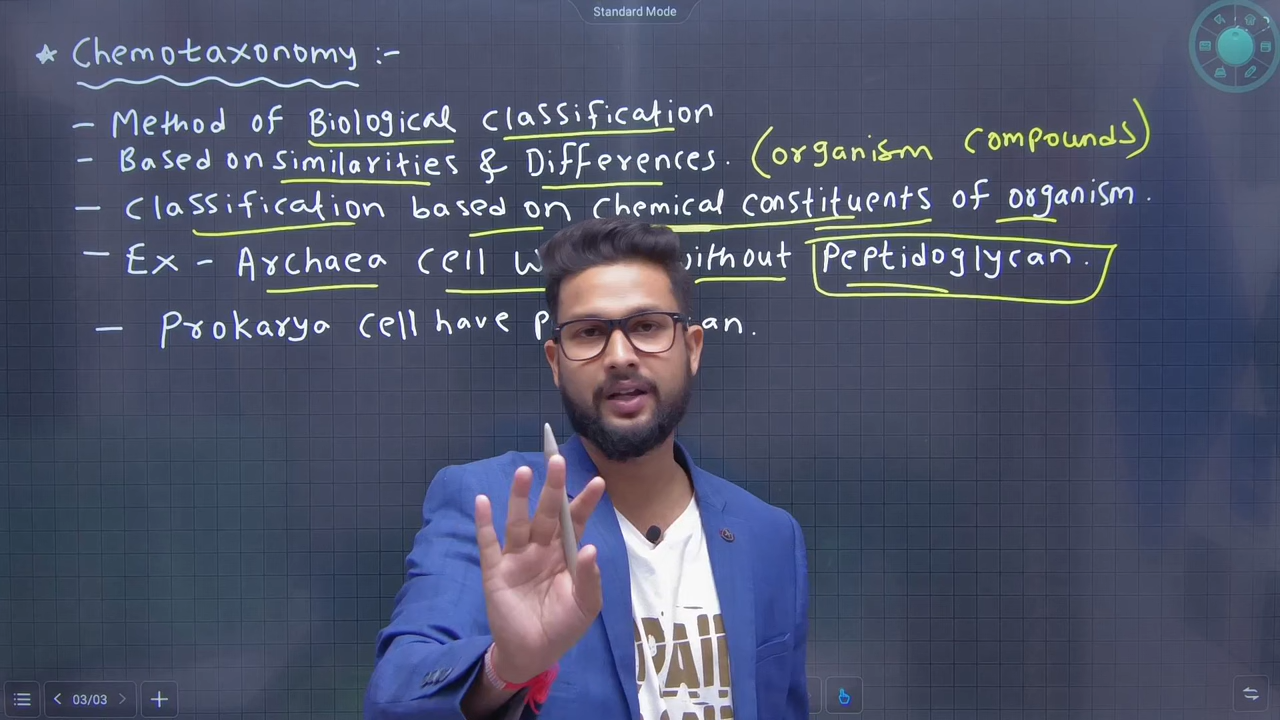 Standard Mode
★ Chemotaxonomy :-
- Method of Biological classification
- Based on similarities & Differences. (organism compounds)
- Classification based on chemical constituents of organism.
- Ex - Archaea cell without Peptidoglycan.
- Prokarya cell have
03/03